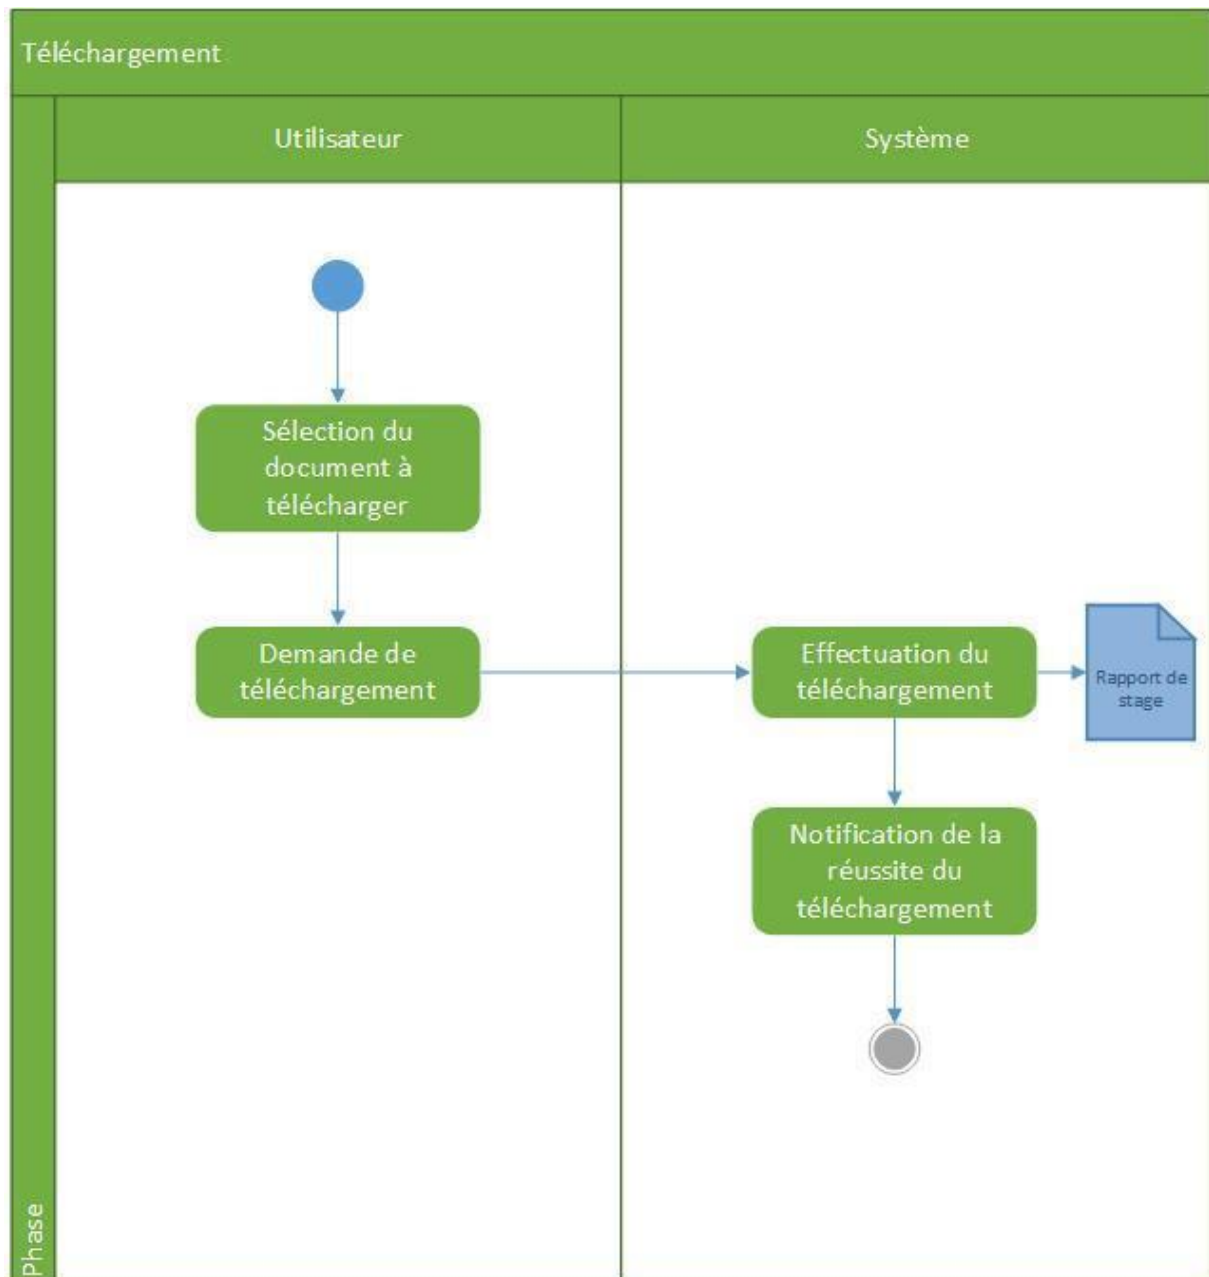 Téléchargement
Utilisateur
Système
Sélection du
document à
télécharger
Demande de
téléchargement
Effectuation du
téléchargement
Rapport de
stage
Notification de la
réussite du
téléchargement
Phase